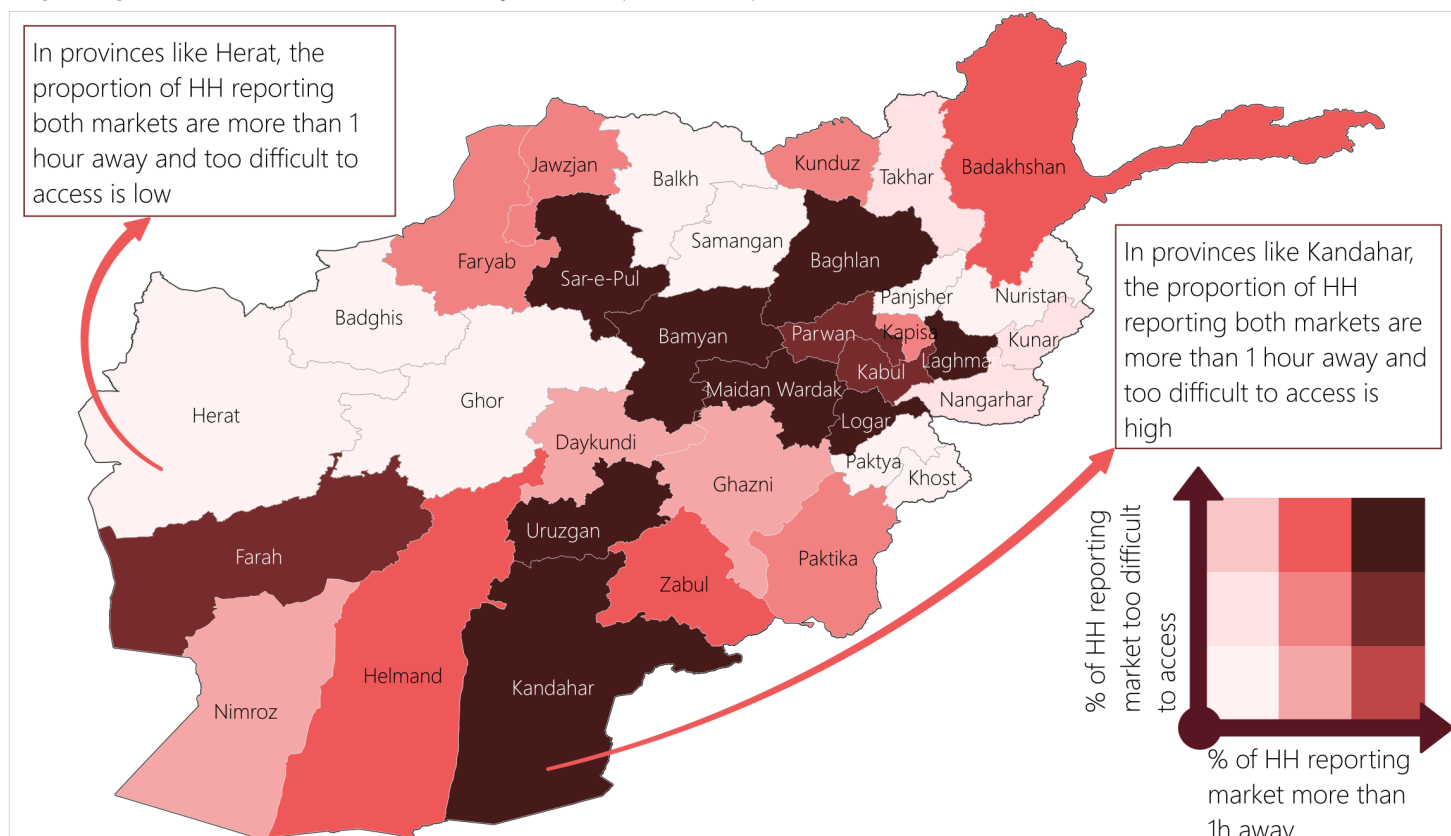 In provinces like Herat, the
proportion of HH reporting
both markets are more than 1
hour away and too difficult to
access is low
Jawzjan
Balkh
Kunduz
Takhar
Badakhshan
Faryab
Sar-e-Pul
Samangan
Baghlan
Badghis
Panjsher
Nuristan
Bamyan
Parwan
Kapisa
Kunar
Kabul
Laghman
Herat
Ghor
Maidan Wardak
Nangarhar
Logar
Daykundi
Paktya
Khost
Ghazni
Uruzgan
Farah
Zabul
Paktika
Nimroz
Helmand
Kandahar
In provinces like Kandahar,
the proportion of HH
reporting both markets are
more than 1 hour away and
too difficult to access is
high
% of HH reporting
market too difficult
to access
% of HH reporting
market more than
1h away